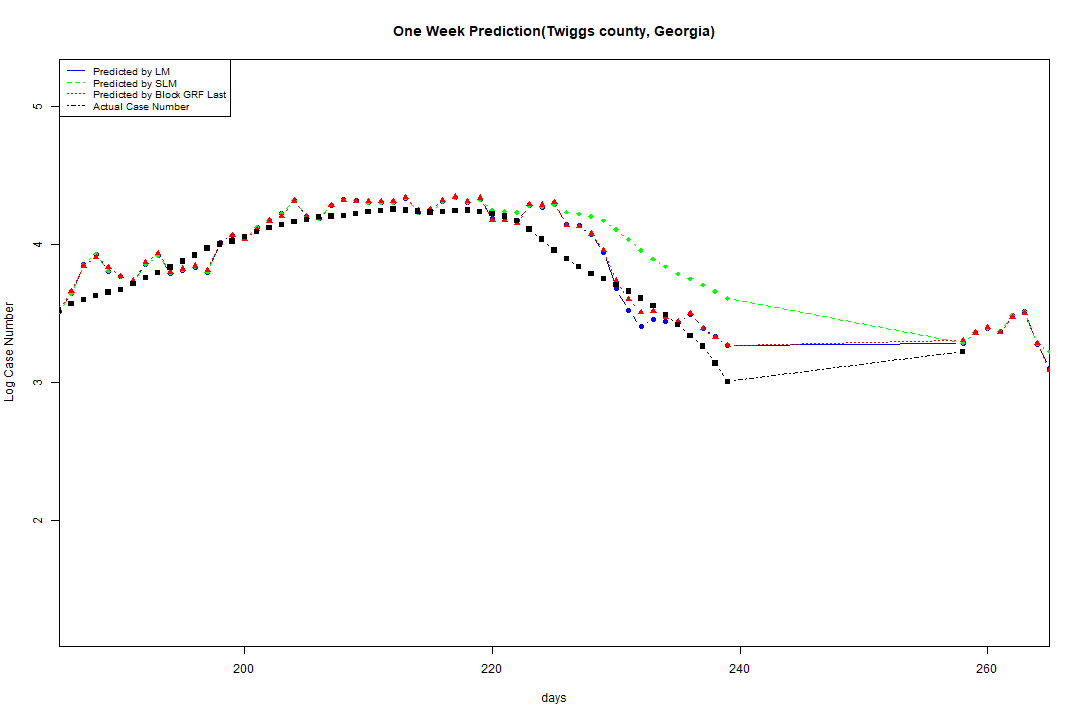 One Week Prediction(Twiggs county, Georgia)
Predicted by LM
Predicted by SLM
Predicted by Block GRF Last
Actual Case Number
5
4
3
2
Log Case Number
200 220 240 260
days